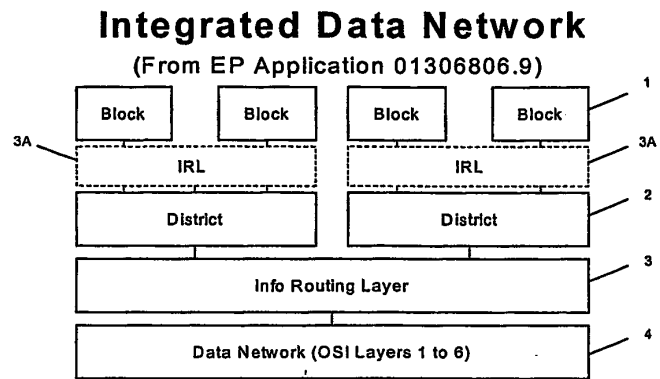 Integrated Data Network
(From EP Application 01306806.9)
Block Block Block Block 1
3A IRL IRL 3A
District District 2
Info Routing Layer 3
Data Network (OSI Layers 1 to 6) 4